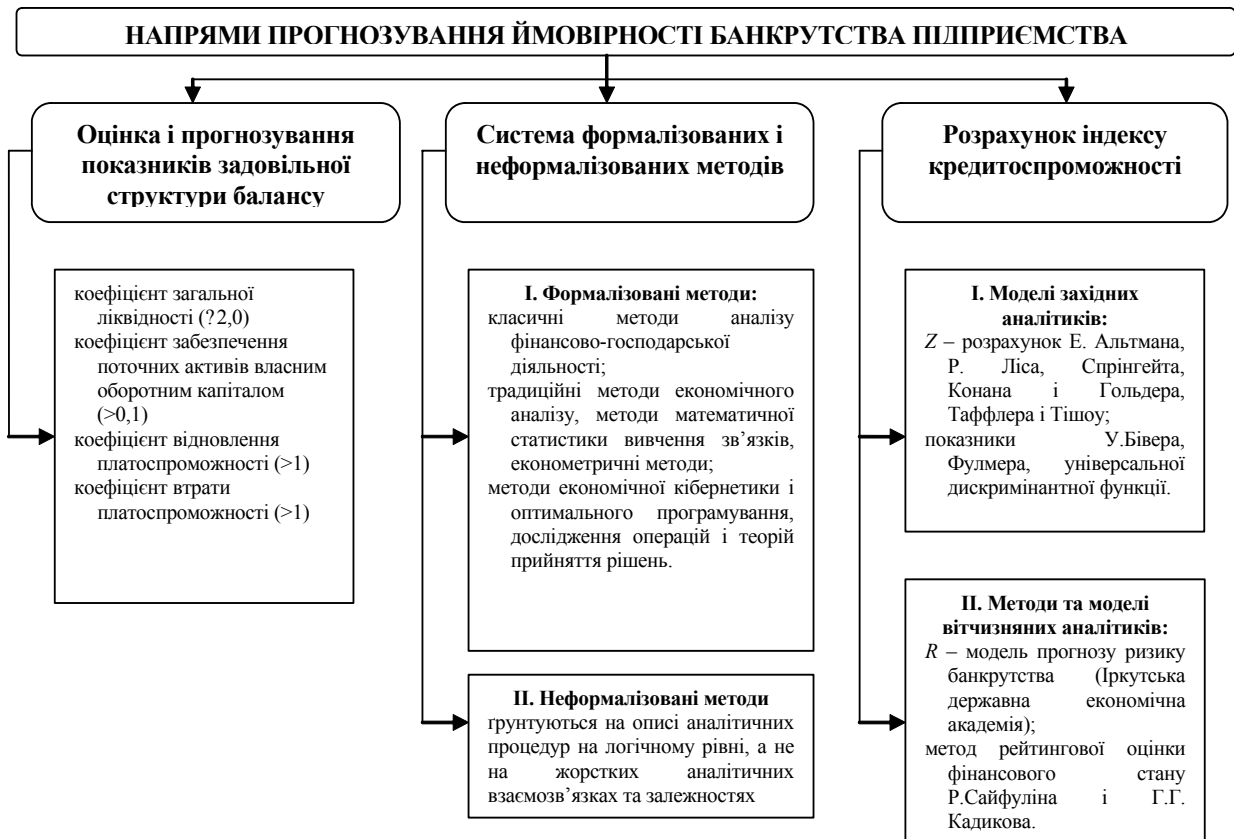 НАПРЯМИ ПРОГНОЗУВАННЯ ЙМОВІРНОСТІ БАНКРУТСТВА ПІДПРИЄМСТВА
Оцінка і прогнозування
показників задовільної
структури балансу
коефіцієнт загальної
ліквідності (?2,0)
коефіцієнт забезпечення
поточних активів власним
оборотним капіталом
(>0,1)
коефіцієнт відновлення
платоспроможності (>1)
коефіцієнт втрати
платоспроможності (>1)
Система формалізованих і
неформалізованих методів
І. Формалізовані методи:
класичні методи аналізу
фінансово-господарської
діяльності;
традиційні методи економічного
аналізу, методи математичної
статистики вивчення зв’язків,
економетричні методи;
методи економічної кібернетики і
оптимального програмування,
дослідження операцій і теорій
прийняття рішень.
ІІ. Неформалізовані методи
ґрунтуються на описі аналітичних
процедур на логічному рівні, а не
на жорстких аналітичних
взаємозв’язках та залежностях
Розрахунок індексу
кредитоспроможності
І. Моделі західних
аналітиків:
Z – розрахунок Е. Альтмана,
Р. Ліса, Спрінгейта,
Конана і Гольдера,
Таффлера і Тішоу;
показники У.Бівера,
Фулмера, універсальної
дискримінантної функції.
ІІ. Методи та моделі
вітчизняних аналітиків:
R – модель прогнозу ризику
банкрутства (Іркутська
державна економічна
академія);
метод рейтингової оцінки
фінансового стану
Р.Сайфуліна і Г.Г.
Кадикова.